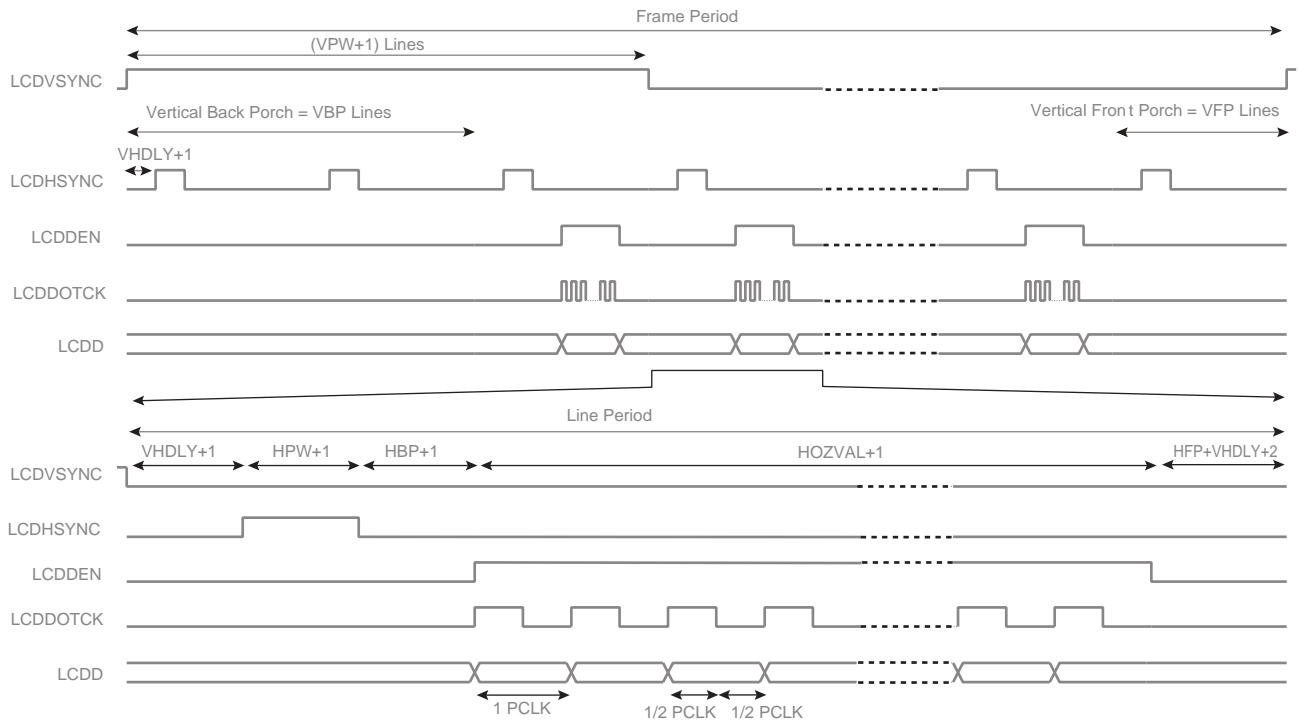 Frame Period
(VPW+1) Lines
LCDVSYNC
Vertical Back Porch = VBP Lines
Vertical Front Porch = VFP Lines
VHDLY+1
LCDHSYNC
LCDDEN
LCDDOTCK
LCDD
Line Period
VHDLY+1
HPW+1
HBP+1
HOZVAL+1
HFP+VHDLY+2
LCDVSYNC
LCDHSYNC
LCDDEN
LCDDOTCK
LCDD
1 PCLK
1/2 PCLK
1/2 PCLK